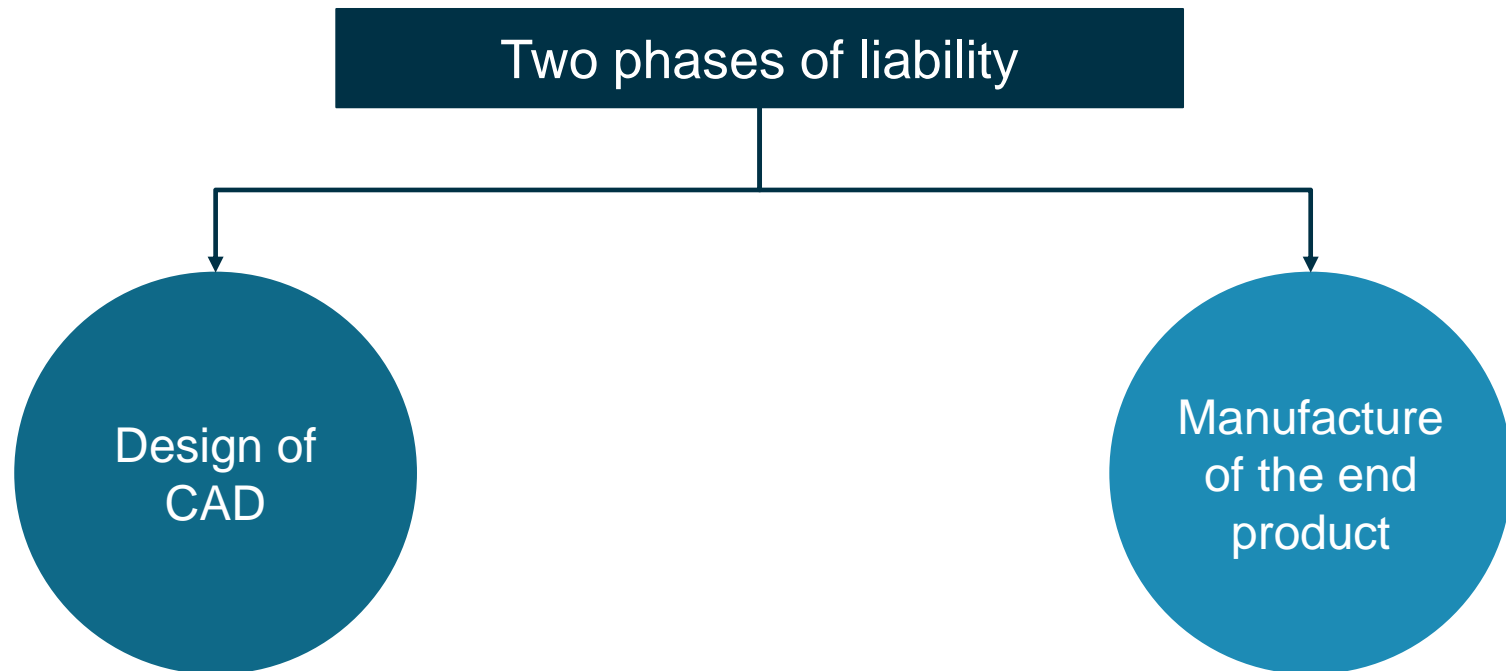 Two phases of liability
Design of
CAD
Manufacture
of the end
product